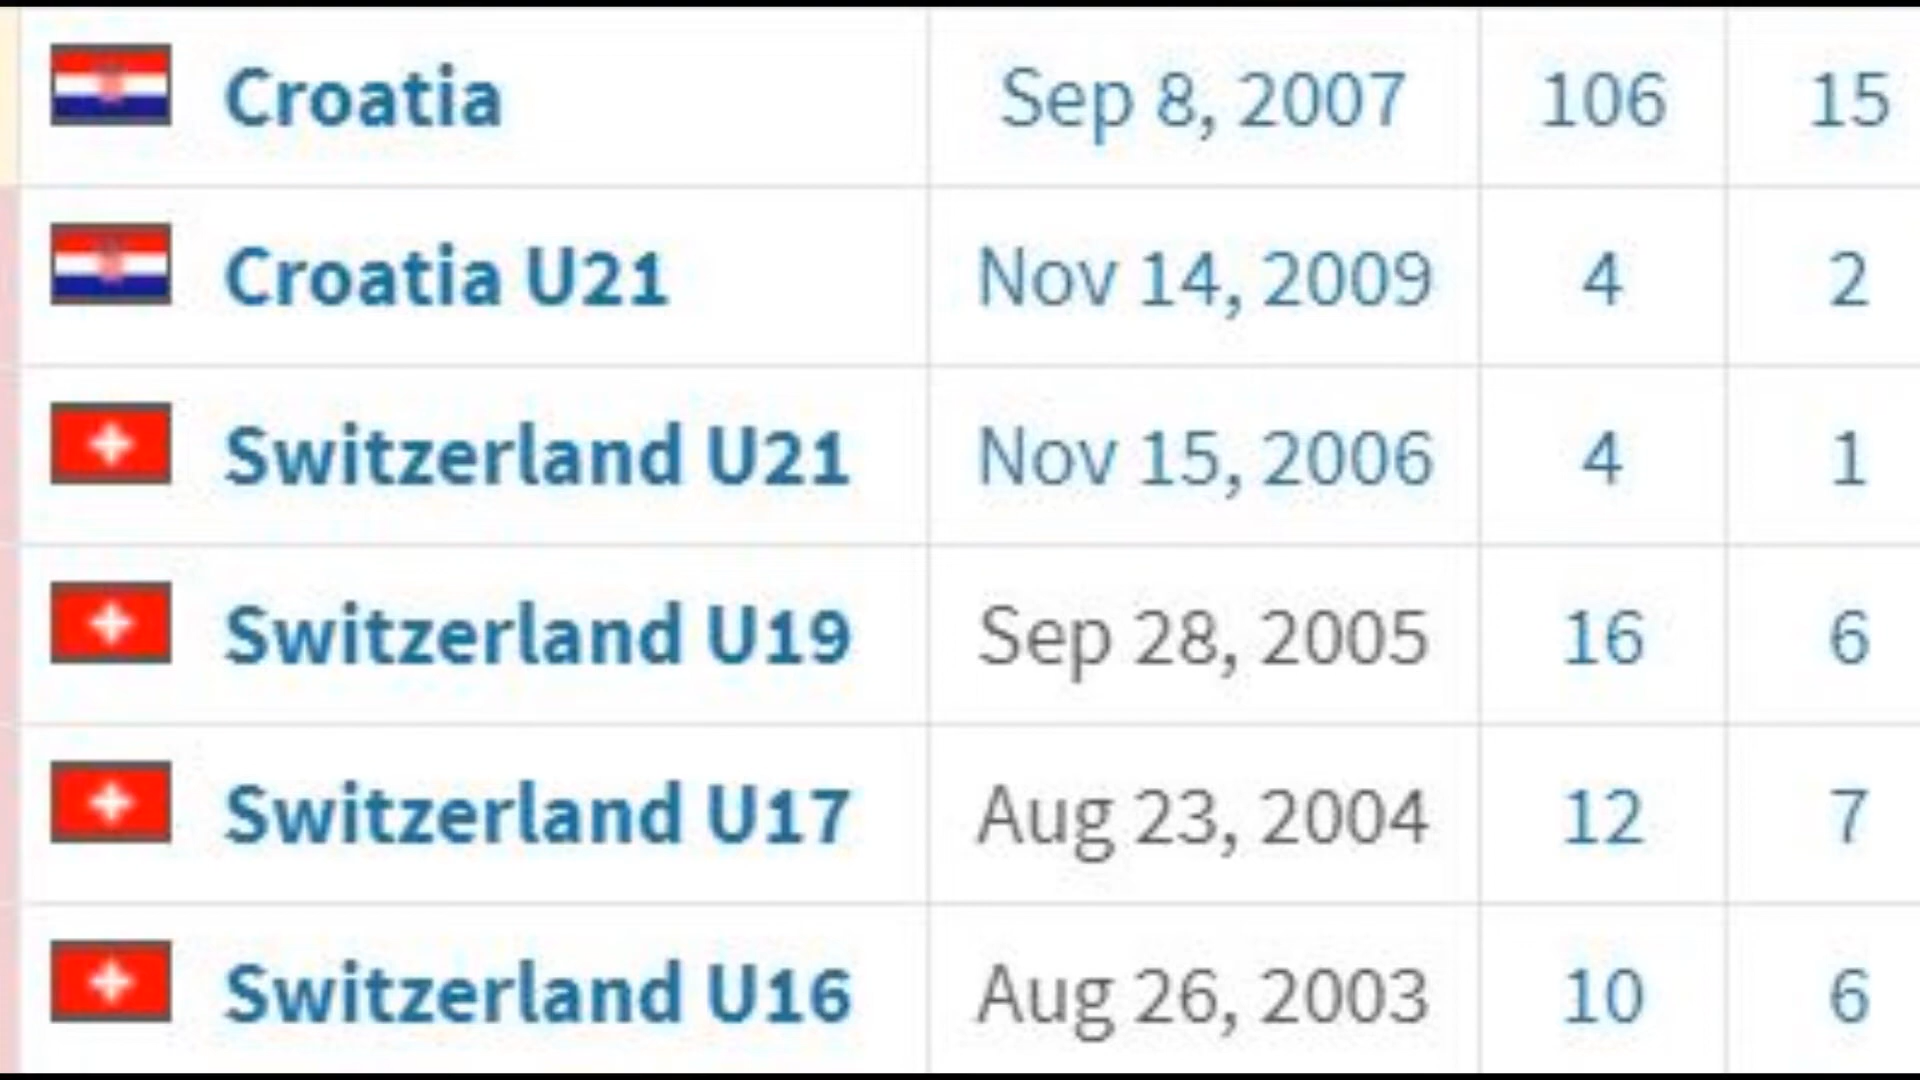 Croatia Sep 8, 2007 106 15
Croatia U21 Nov 14, 2009 4 2
Switzerland U21 Nov 15, 2006 4 1
Switzerland U19 Sep 28, 2005 16 6
Switzerland U17 Aug 23, 2004 12 7
Switzerland U16 Aug 26, 2003 10 6